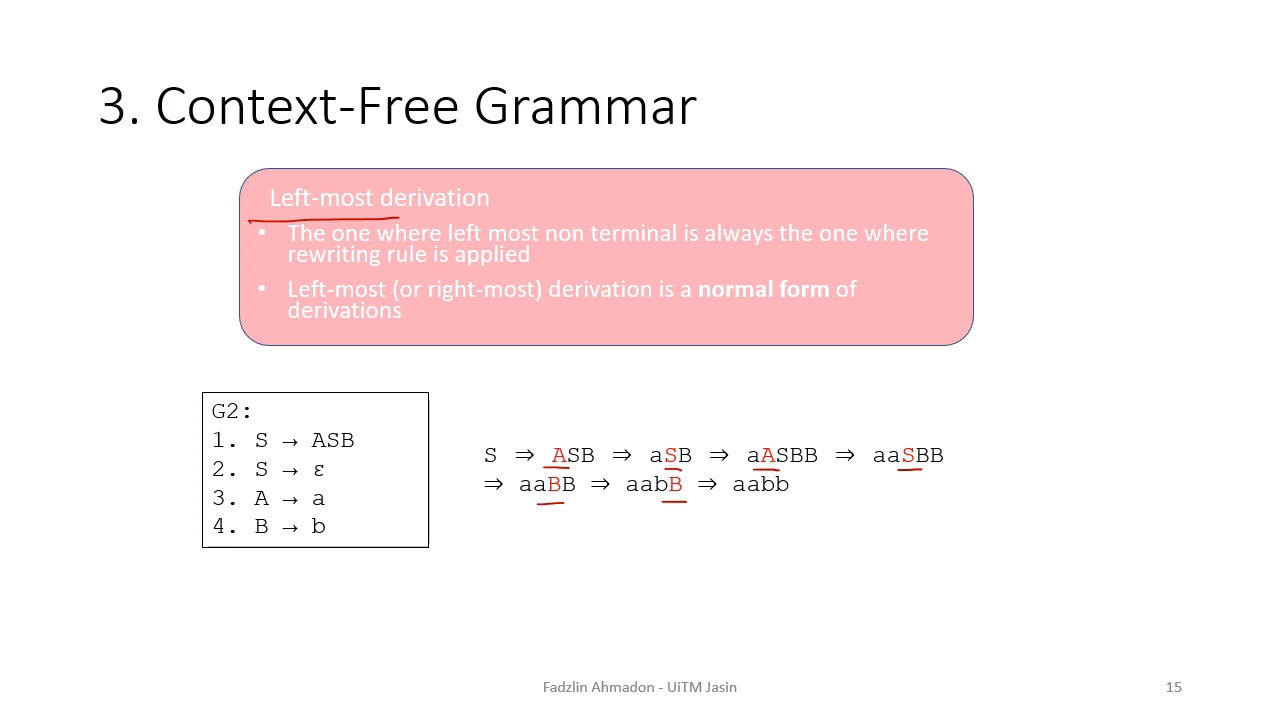 3. Context-Free Grammar
Left-most derivation
• The one where left most non terminal is always the one where
rewriting rule is applied
• Left-most (or right-most) derivation is a normal form of
derivations
G2:
1. S → ASB
2. S → ε
3. A → a
4. B → b
S ⇒ ASB ⇒ aSB ⇒ aASBB ⇒ aaSBB
⇒ aaBB ⇒ aabB ⇒ aabb
Fadzlin Ahmadon - UiTM Jasin
15